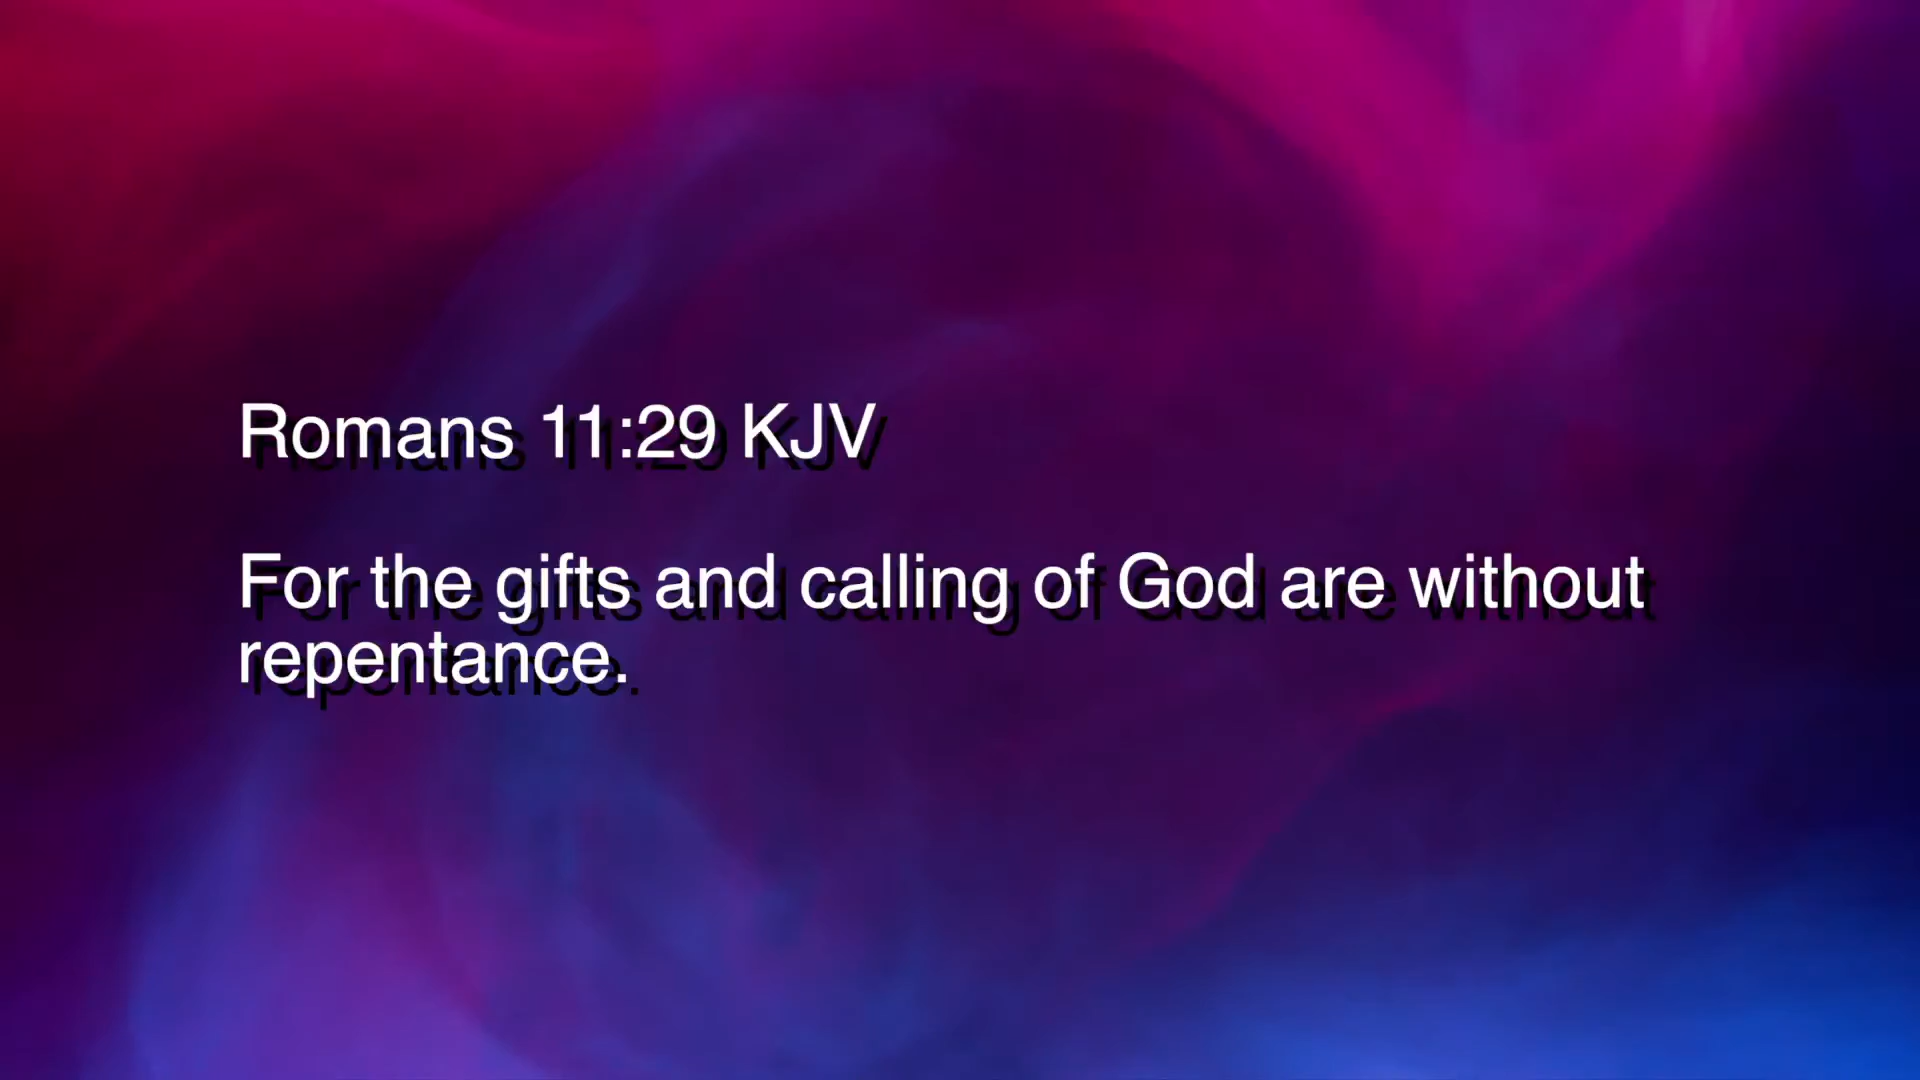 Romans 11:29 KJV
For the gifts and calling of God are without
repentance.